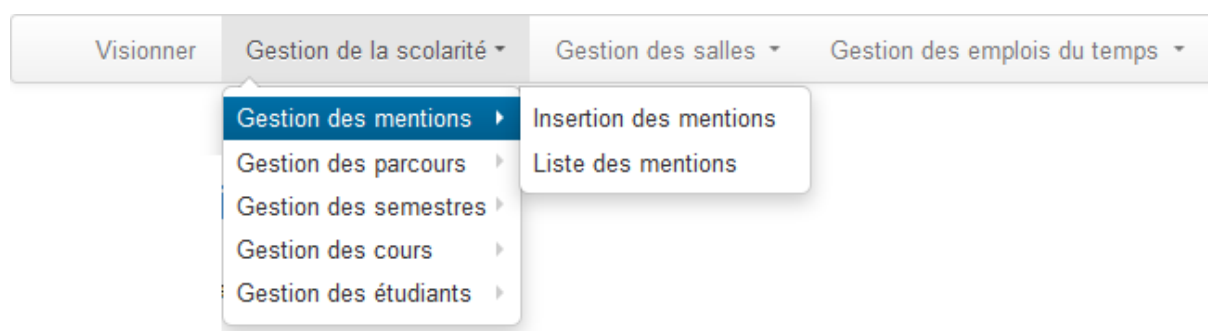 Visionner Gestion de la scolarité Gestion des salles Gestion des emplois du temps
Gestion des mentions Insertion des mentions
Gestion des parcours Liste des mentions
Gestion des semestres
Gestion des cours
Gestion des étudiants